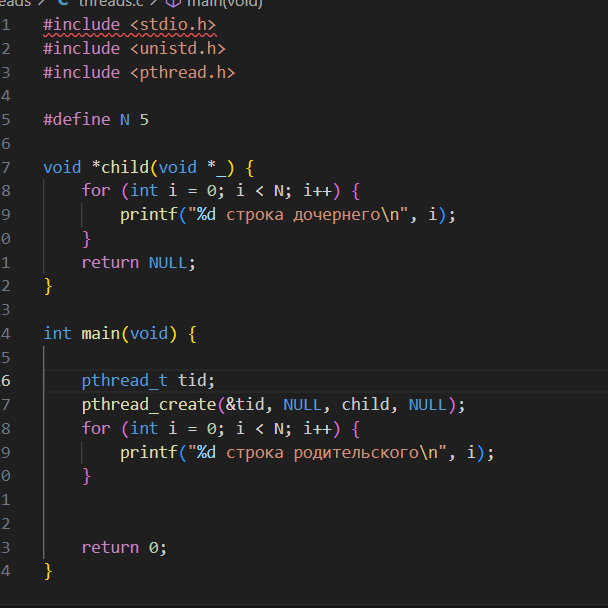 eads > C threads.c > main(void)
1 #include <stdio.h>
2 #include <unistd.h>
3 #include <pthread.h>
4
5 #define N 5
6
7 void *child(void *_) {
8 for (int i = 0; i < N; i++) {
9 printf("%d строка дочернего\n", i);
0 }
1 return NULL;
2 }
3
4 int main(void) {
5
6 pthread_t tid;
7 pthread_create(&tid, NULL, child, NULL);
8 for (int i = 0; i < N; i++) {
9 printf("%d строка родительского\n", i);
0 }
1
2
3 return 0;
4 }